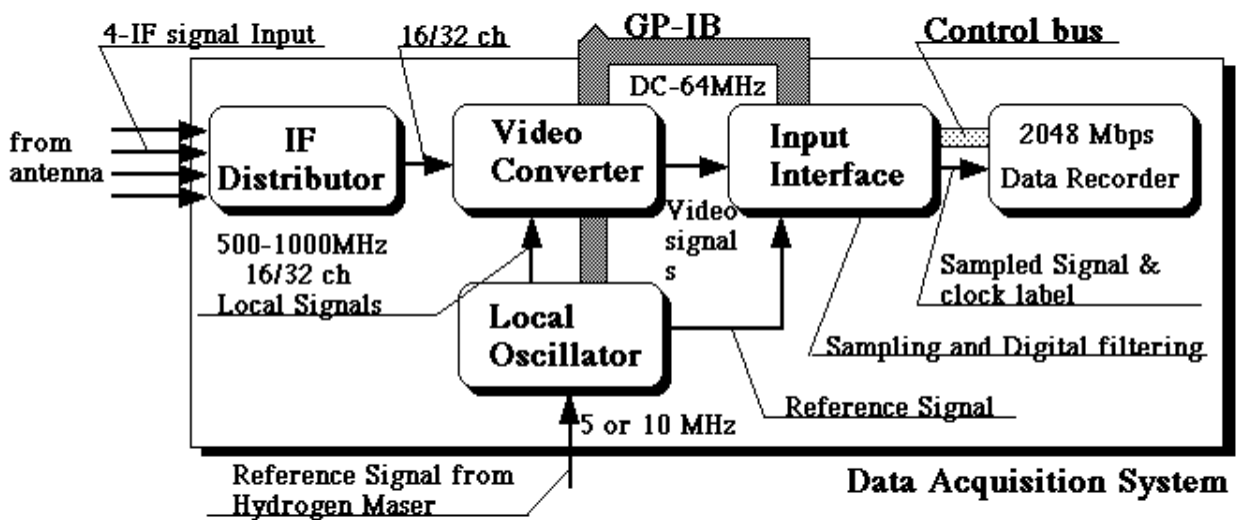 4-IF signal Input
16/32 ch
GP-IB
Control bus
DC-64MHz
from
antenna
IF
Distributor
Video
Converter
Input
Interface
2048 Mbps
Data Recorder
500-1000MHz
16/32 ch
Local Signals
Video
signal
s
Sampled Signal &
clock label
Local
Oscillator
Sampling and Digital filtering
Reference Signal
5 or 10 MHz
Reference Signal from
Hydrogen Maser
Data Acquisition System